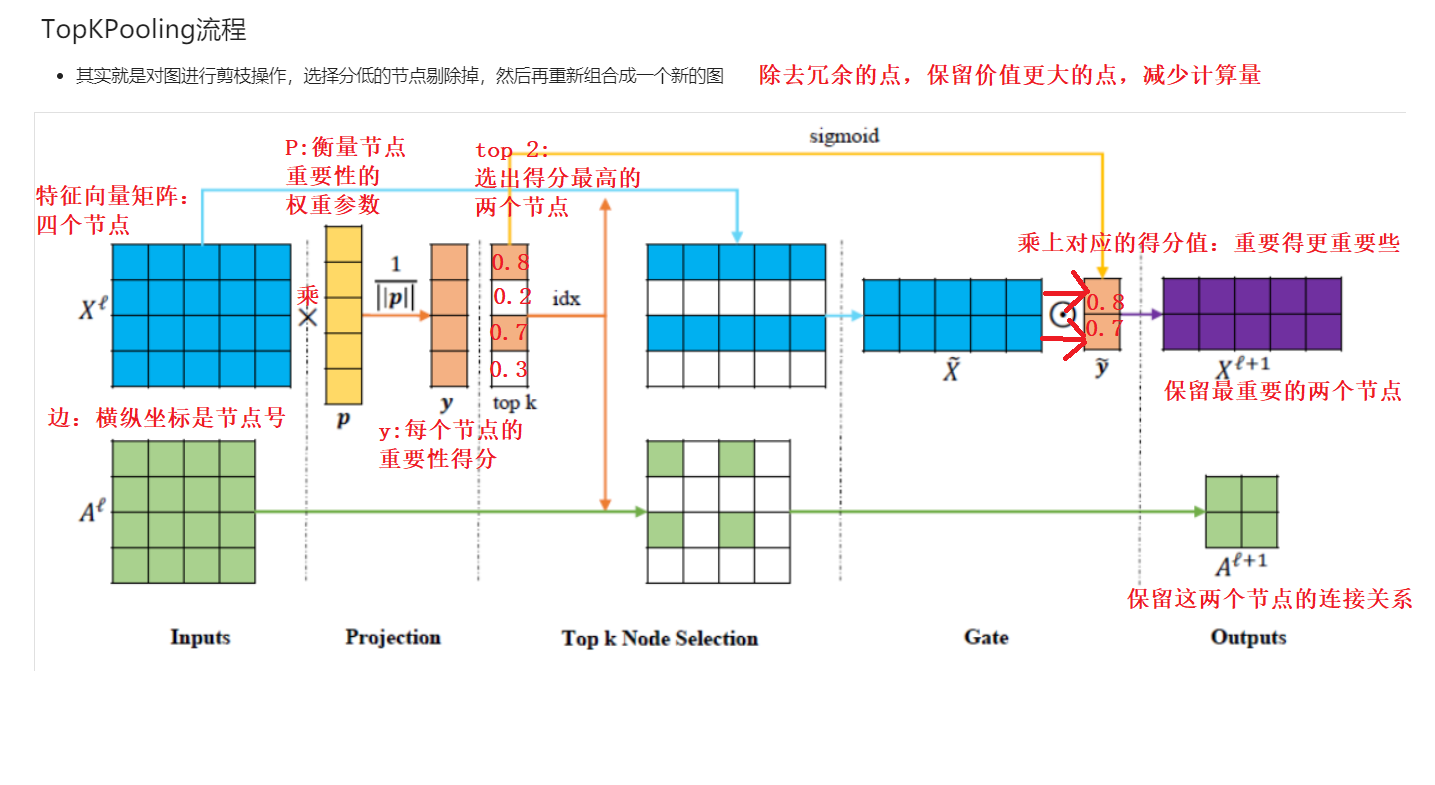 TopKPooling流程
• 其实就是对图进行剪枝操作，选择分低的节点剔除掉，然后再重新组合成一个新的图
除去冗余的点，保留价值更大的点，减少计算量
sigmoid
P:衡量节点
重要性的
权重参数
top 2:
选出得分最高的
两个节点
特征向量矩阵：
四个节点
乘上对应的得分值：重要得更重要些
Xℓ
乘
×
1
||p||
0.8
0.2
0.7
0.3
idx
⊙
0.8
0.7
p
y
top k
X̃
ỹ
Xℓ+1
保留最重要的两个节点
边：横纵坐标是节点号
y:每个节点的
重要性得分
Aℓ
Aℓ+1
保留这两个节点的连接关系
Inputs
Projection
Top k Node Selection
Gate
Outputs